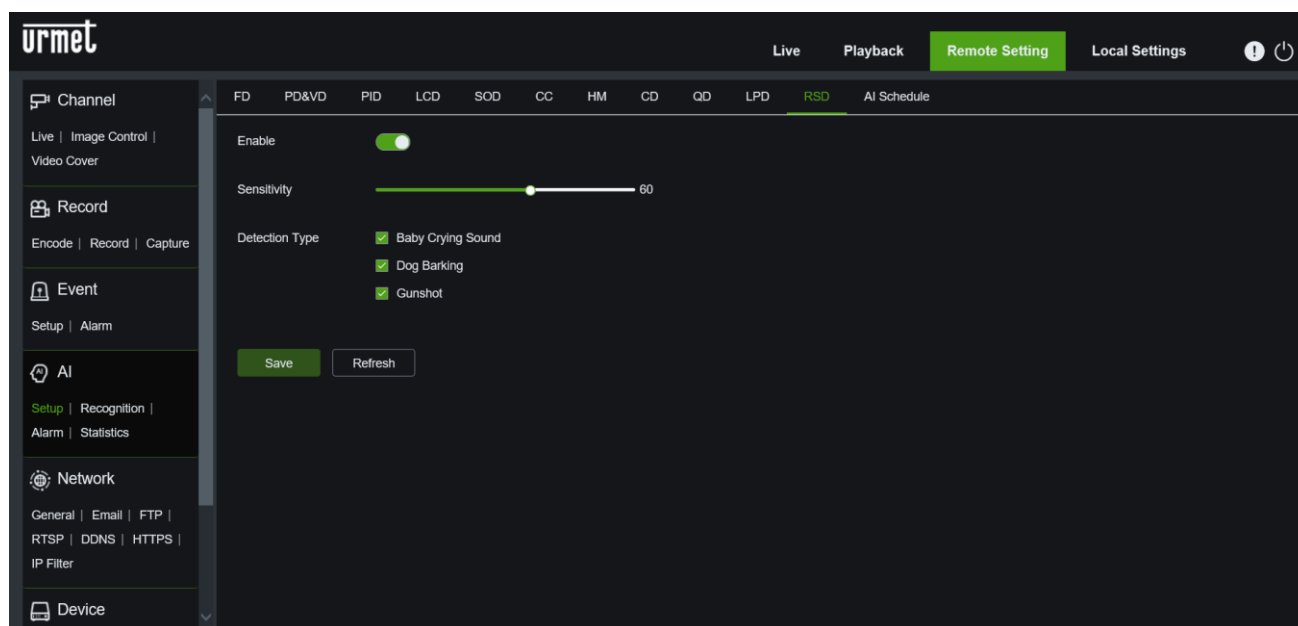 urmet
Live Playback Remote Setting Local Settings
Channel
Live | Image Control |
Video Cover
Record
Encode | Record | Capture
Event
Setup | Alarm
AI
Setup | Recognition |
Alarm | Statistics
Network
General | Email | FTP |
RTSP | DDNS | HTTPS |
IP Filter
Device
FD PD&VD PID LCD SOD CC HM CD QD LPD RSD AI Schedule
Enable
Sensitivity 60
Detection Type Baby Crying Sound
Dog Barking
Gunshot
Save Refresh